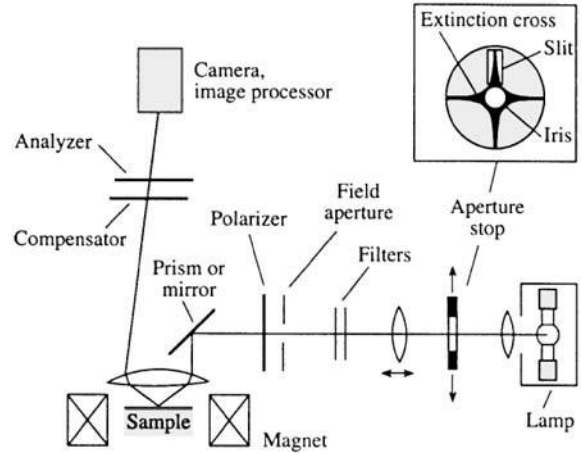 Extinction cross
Slit
Iris
Camera,
image processor
Analyzer
Compensator
Polarizer
Field
aperture
Aperture
stop
Prism or
mirror
Filters
Sample
Magnet
Lamp